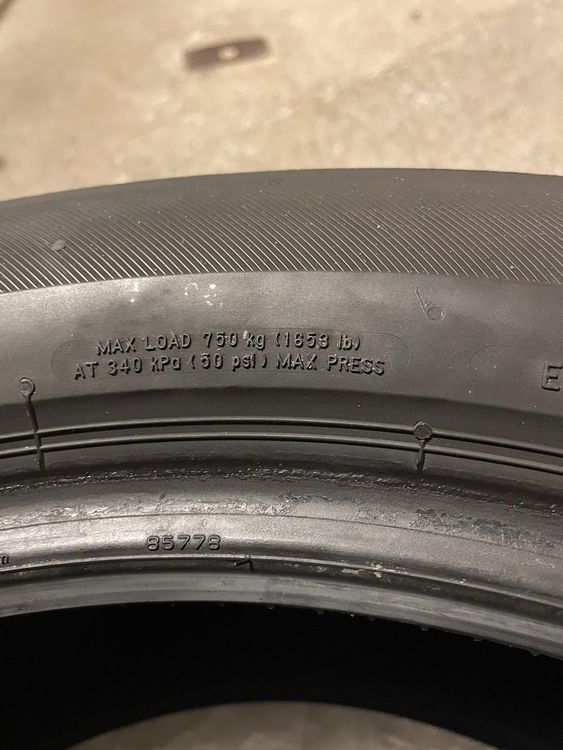 MAX LOAD 750 kg (1653 lb)
AT 340 kPa (50 psi) MAX PRESS
E
85778